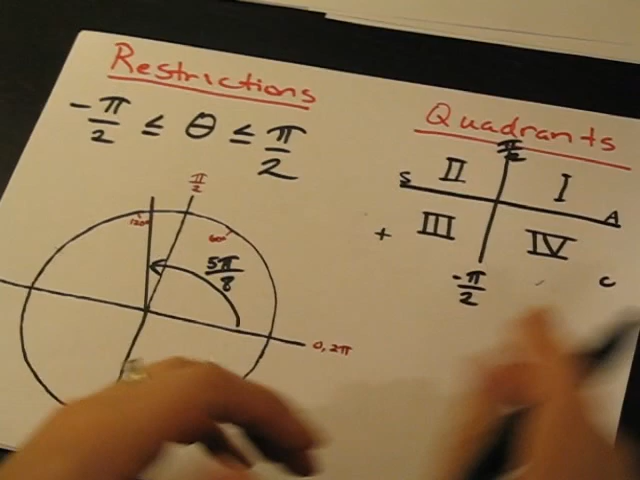 Restrictions
-π/2 ≤ θ ≤ π/2
π/2
120°
60°
5π/8
0, 2π
Quadrants
π/2
S II I A
+ III IV C
-π/2